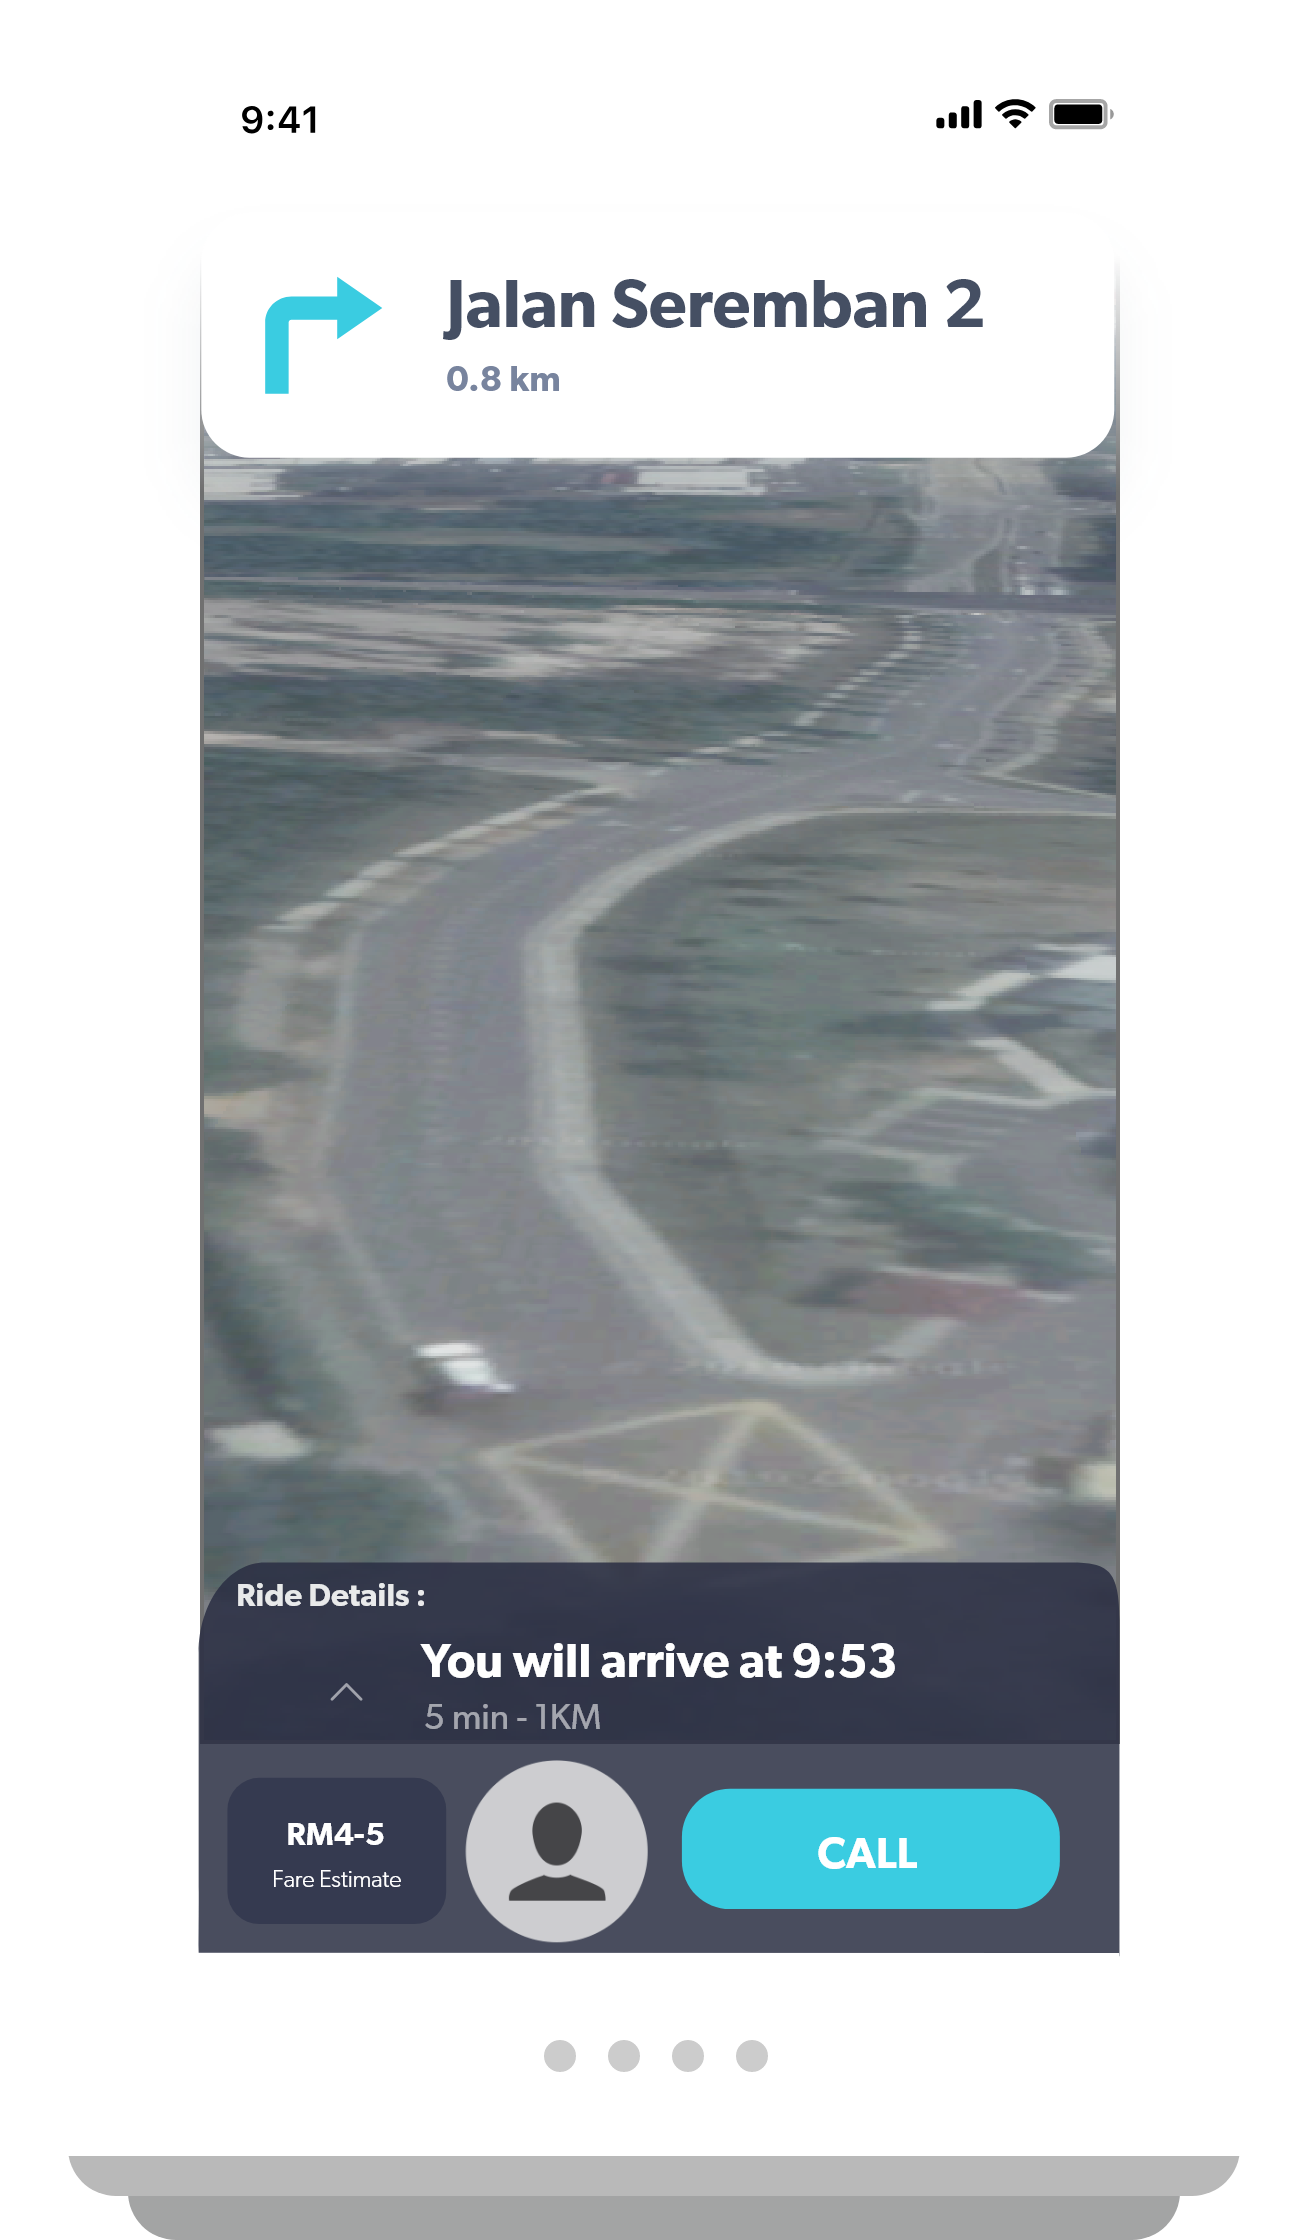 9:41
Jalan Seremban 2
0.8 km
Ride Details :
You will arrive at 9:53
5 min - 1KM
RM4-5
Fare Estimate
CALL